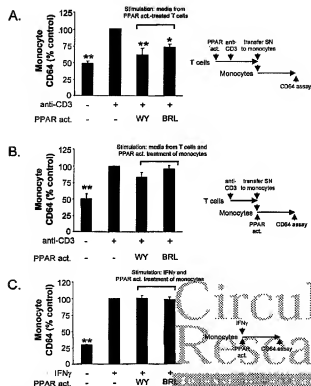 A.
Stimulation: media from
PPAR act.-treated T cells
Monocyte
CD64 (% control)
125
100
75
50
25
0
**
**
*
anti-CD3 - + + +
PPAR act. - - WY BRL
PPAR act.
anti-CD3
transfer SN to monocytes
T cells
Monocytes
CD64 assay
B.
Stimulation: media from T cells and
PPAR act. treatment of monocytes
Monocyte
CD64 (% control)
125
100
75
50
25
0
**
anti-CD3 - + + +
PPAR act. - - WY BRL
anti-CD3
transfer SN to monocytes
T cells
Monocytes
PPAR act.
CD64 assay
C.
Stimulation: IFNγ and
PPAR act. treatment of monocytes
Monocyte
CD64 (% control)
125
100
75
50
25
0
**
IFNγ - + + +
PPAR act. - - WY BRL
IFNγ
Monocytes
PPAR act.
CD64 assay
Circul
Resea